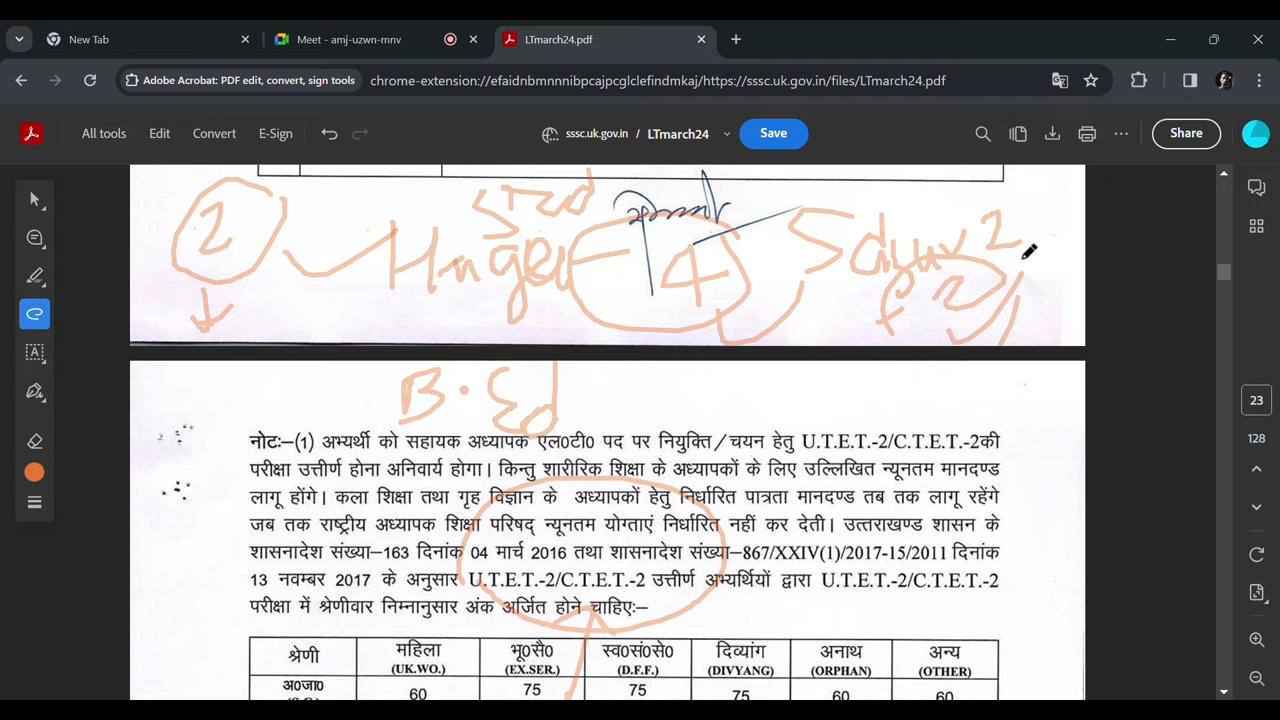 New Tab
Meet - amj-uzwn-mnv
LTmarch24.pdf
Adobe Acrobat: PDF edit, convert, sign tools
chrome-extension://efaidnbmnnnibpcajpcglclefindmkaj/https://sssc.uk.gov.in/files/LTmarch24.pdf
All tools
Edit
Convert
E-Sign
sssc.uk.gov.in / LTmarch24
Save
Share
2
4
2
B. Ed
23
128
नोटः–(1) अभ्यर्थी को सहायक अध्यापक एल0टी0 पद पर नियुक्ति/चयन हेतु U.T.E.T.-2/C.T.E.T.-2की
परीक्षा उत्तीर्ण होना अनिवार्य होगा। किन्तु शारीरिक शिक्षा के अध्यापकों के लिए उल्लिखित न्यूनतम मानदण्ड
लागू होंगे। कला शिक्षा तथा गृह विज्ञान के अध्यापकों हेतु निर्धारित पात्रता मानदण्ड तब तक लागू रहेंगे
जब तक राष्ट्रीय अध्यापक शिक्षा परिषद् न्यूनतम योग्यताएं निर्धारित नहीं कर देती। उत्तराखण्ड शासन के
शासनादेश संख्या–163 दिनांक 04 मार्च 2016 तथा शासनादेश संख्या–867/XXIV(1)/2017-15/2011 दिनांक
13 नवम्बर 2017 के अनुसार U.T.E.T.-2/C.T.E.T.-2 उत्तीर्ण अभ्यर्थियों द्वारा U.T.E.T.-2/C.T.E.T.-2
परीक्षा में श्रेणीवार निम्नानुसार अंक अर्जित होने चाहिए:–
श्रेणी महिला भू0सै0 स्व0सं0से0 दिव्यांग अनाथ अन्य
(UK.WO.) (EX.SER.) (D.F.F.) (DIVYANG) (ORPHAN) (OTHER)
अ0जा0 60 75 75 75 60 60